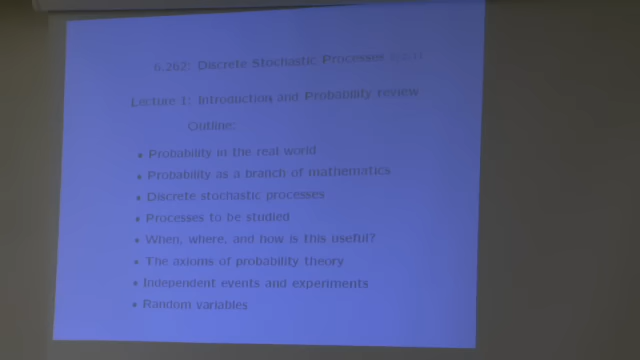 6.262: Discrete Stochastic Processes
Lecture 1: Introduction and Probability review
Outline:
• Probability in the real world
• Probability as a branch of mathematics
• Discrete stochastic processes
• Processes to be studied
• When, where, and how is this useful?
• The axioms of probability theory
• Independent events and experiments
• Random variables